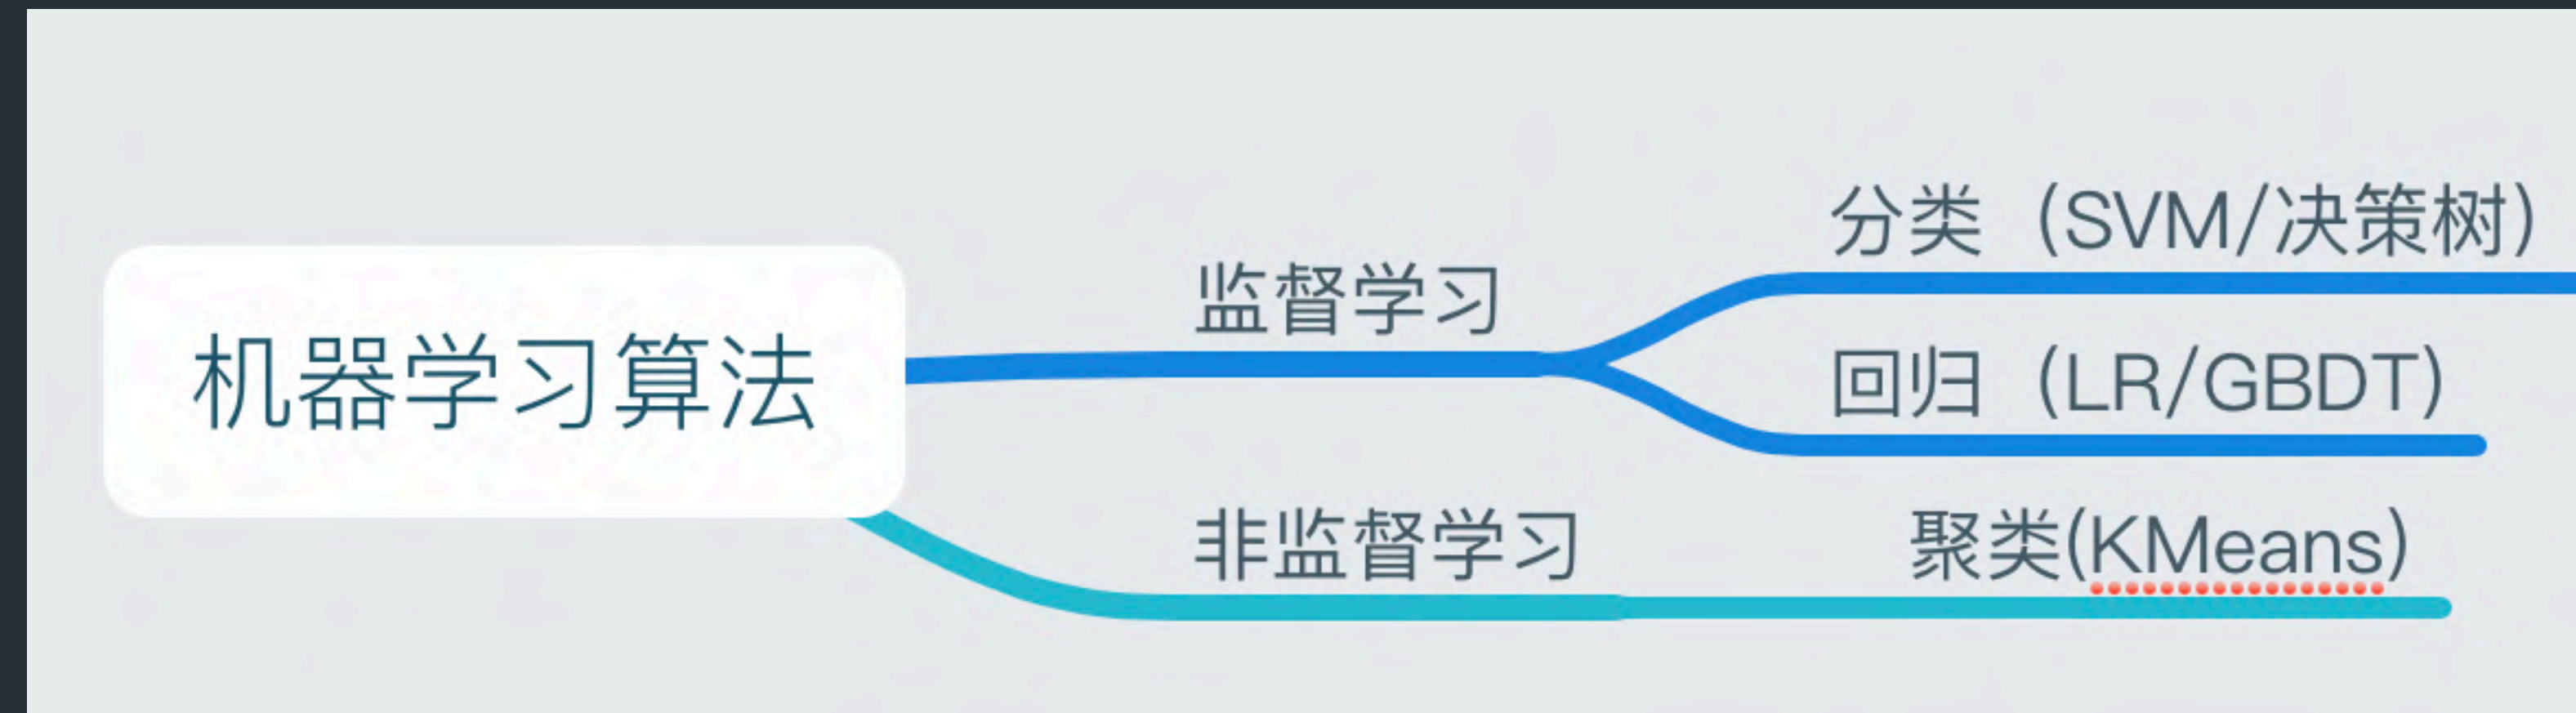 机器学习算法
监督学习
分类（SVM/决策树）
回归（LR/GBDT）
非监督学习
聚类(KMeans)